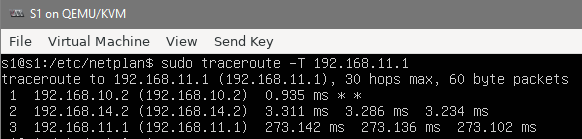 S1 on QEMU/KVM
File Virtual Machine View Send Key
s1@s1:/etc/netplan$ sudo traceroute -T 192.168.11.1
traceroute to 192.168.11.1 (192.168.11.1), 30 hops max, 60 byte packets
1 192.168.10.2 (192.168.10.2) 0.935 ms * *
2 192.168.14.2 (192.168.14.2) 3.311 ms 3.286 ms 3.234 ms
3 192.168.11.1 (192.168.11.1) 273.142 ms 273.136 ms 273.102 ms